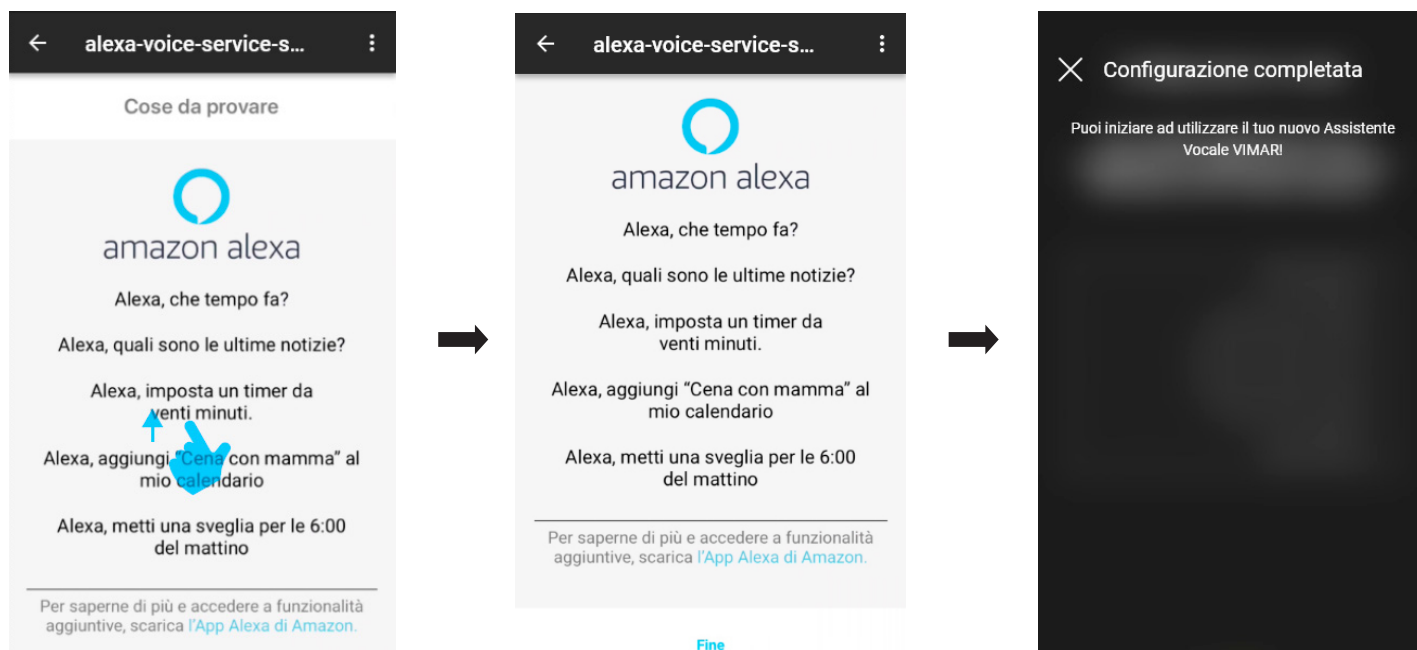 alexa-voice-service-s...
Cose da provare
amazon alexa
Alexa, che tempo fa?
Alexa, quali sono le ultime notizie?
Alexa, imposta un timer da
venti minuti.
Alexa, aggiungi “Cena con mamma” al
mio calendario
Alexa, metti una sveglia per le 6:00
del mattino
Per saperne di più e accedere a funzionalità
aggiuntive, scarica l'App Alexa di Amazon.
alexa-voice-service-s...
amazon alexa
Alexa, che tempo fa?
Alexa, quali sono le ultime notizie?
Alexa, imposta un timer da
venti minuti.
Alexa, aggiungi “Cena con mamma” al
mio calendario
Alexa, metti una sveglia per le 6:00
del mattino
Per saperne di più e accedere a funzionalità
aggiuntive, scarica l'App Alexa di Amazon.
Fine
Configurazione completata
Puoi iniziare ad utilizzare il tuo nuovo Assistente
Vocale VIMAR!